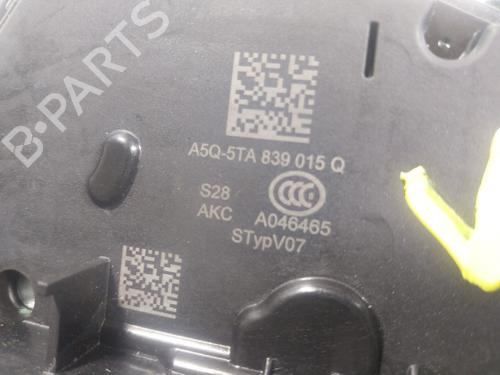 B-PARTS
A5Q-5TA 839 015 Q
S28
AKC A046465
STypV07